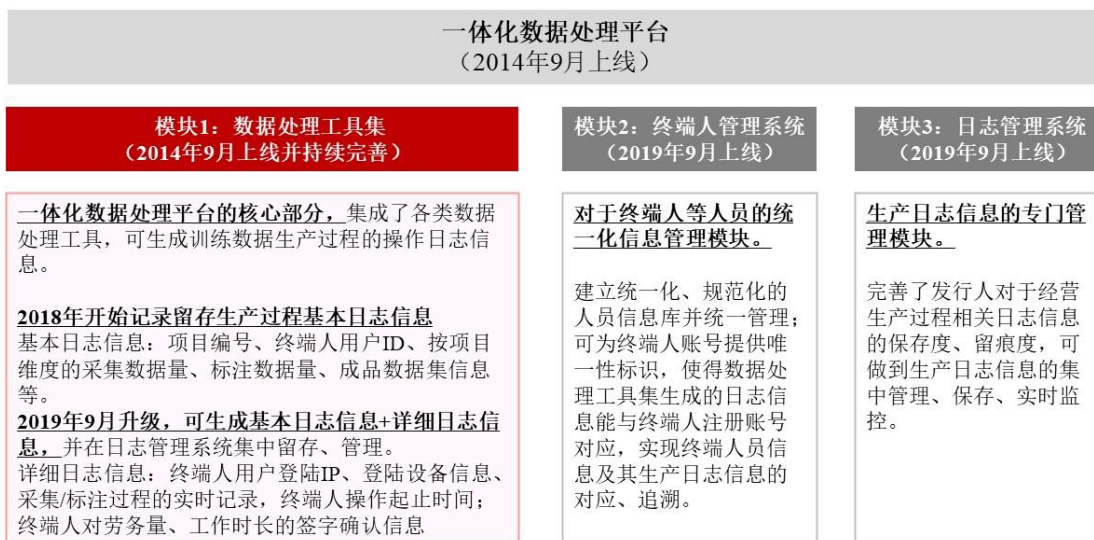 一体化数据处理平台
（2014年9月上线）
模块1：数据处理工具集
（2014年9月上线并持续完善）
一体化数据处理平台的核心部分，集成了各类数据
处理工具，可生成训练数据生产过程的操作日志信
息。
2018年开始记录留存生产过程基本日志信息
基本日志信息：项目编号、终端人用户ID、按项目
维度的采集数据量、标注数据量、成品数据集信息
等。
2019年9月升级，可生成基本日志信息+详细日志信
息，并在日志管理系统集中留存、管理。
详细日志信息：终端人用户登陆IP、登陆设备信息、
采集/标注过程的实时记录，终端人操作起止时间；
终端人对劳务量、工作时长的签字确认信息
模块2：终端人管理系统
（2019年9月上线）
对于终端人等人员的统
一化信息管理模块。
建立统一化、规范化的
人员信息库并统一管理；
可为终端人账号提供唯
一性标识，使得数据处
理工具集生成的日志信
息能与终端人注册账号
对应，实现终端人员信
息及其生产日志信息的
对应、追溯。
模块3：日志管理系统
（2019年9月上线）
生产日志信息的专门管
理模块。
完善了发行人对于经营
生产过程相关日志信息
的保存度、留痕度，可
做到生产日志信息的集
中管理、保存、实时监
控。